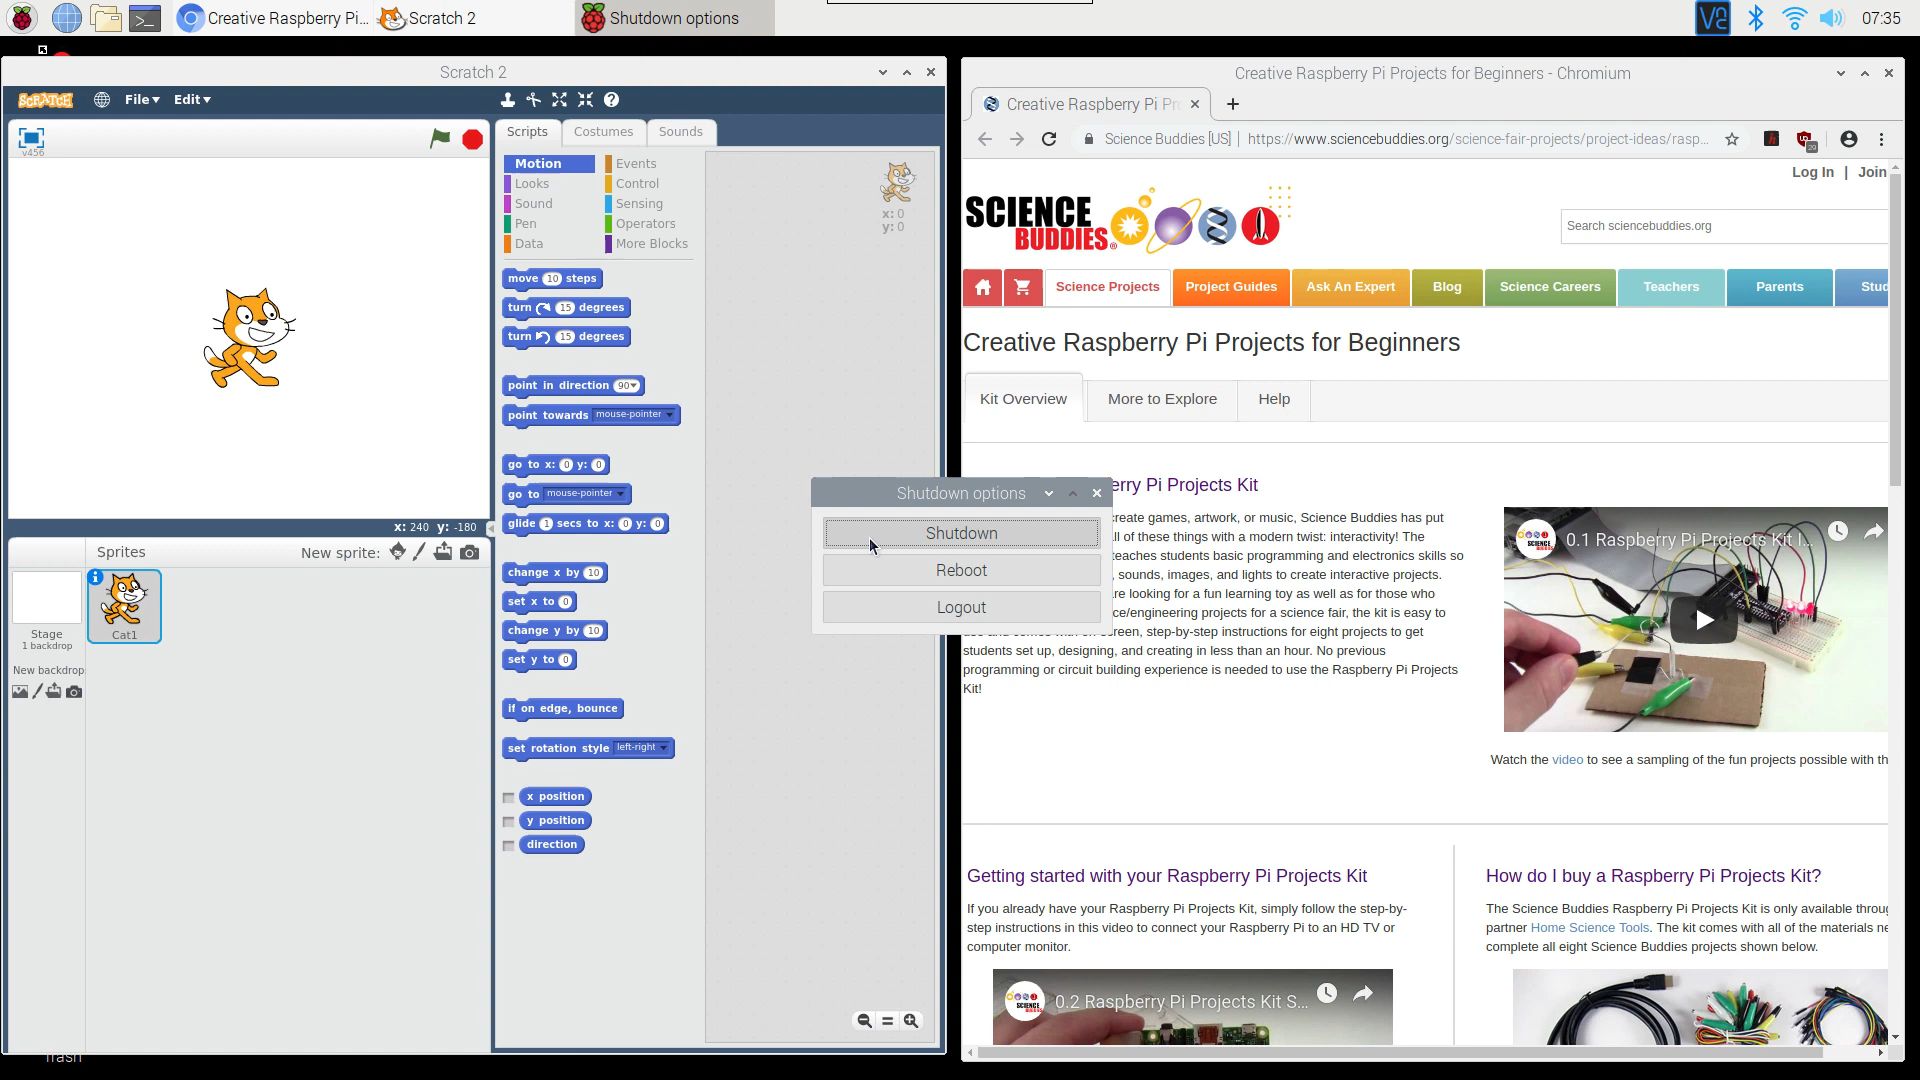 Creative Raspberry Pi...
Scratch 2
Shutdown options
07:35
Scratch 2
SCRATCH
File
Edit
v456
x: 240 y: -180
Sprites
New sprite:
Stage
1 backdrop
Cat1
New backdrop:
Scripts
Costumes
Sounds
Motion
Events
Looks
Control
Sound
Sensing
Pen
Operators
Data
More Blocks
move 10 steps
turn 15 degrees
turn 15 degrees
point in direction 90
point towards mouse-pointer
go to x: 0 y: 0
go to mouse-pointer
glide 1 secs to x: 0 y: 0
change x by 10
set x to 0
change y by 10
set y to 0
if on edge, bounce
set rotation style left-right
x position
y position
direction
x: 0
y: 0
Trash
Shutdown options
Shutdown
Reboot
Logout
Creative Raspberry Pi Projects for Beginners - Chromium
Creative Raspberry Pi Pr
Science Buddies [US] | https://www.sciencebuddies.org/science-fair-projects/project-ideas/rasp...
29
Log In | Join
SCIENCE
BUDDIES
Search sciencebuddies.org
Science Projects
Project Guides
Ask An Expert
Blog
Science Careers
Teachers
Parents
Stud
Creative Raspberry Pi Projects for Beginners
Kit Overview
More to Explore
Help
erry Pi Projects Kit
create games, artwork, or music, Science Buddies has put
ll of these things with a modern twist: interactivity! The
teaches students basic programming and electronics skills so
, sounds, images, and lights to create interactive projects.
re looking for a fun learning toy as well as for those who
ce/engineering projects for a science fair, the kit is easy to
use and comes with on-screen, step-by-step instructions for eight projects to get
students set up, designing, and creating in less than an hour. No previous
programming or circuit building experience is needed to use the Raspberry Pi Projects
Kit!
0.1 Raspberry Pi Projects Kit I...
Watch the video to see a sampling of the fun projects possible with th
Getting started with your Raspberry Pi Projects Kit
If you already have your Raspberry Pi Projects Kit, simply follow the step-by-
step instructions in this video to connect your Raspberry Pi to an HD TV or
computer monitor.
SCIENCE
BUDDIES
0.2 Raspberry Pi Projects Kit S...
How do I buy a Raspberry Pi Projects Kit?
The Science Buddies Raspberry Pi Projects Kit is only available throug
partner Home Science Tools. The kit comes with all of the materials ne
complete all eight Science Buddies projects shown below.